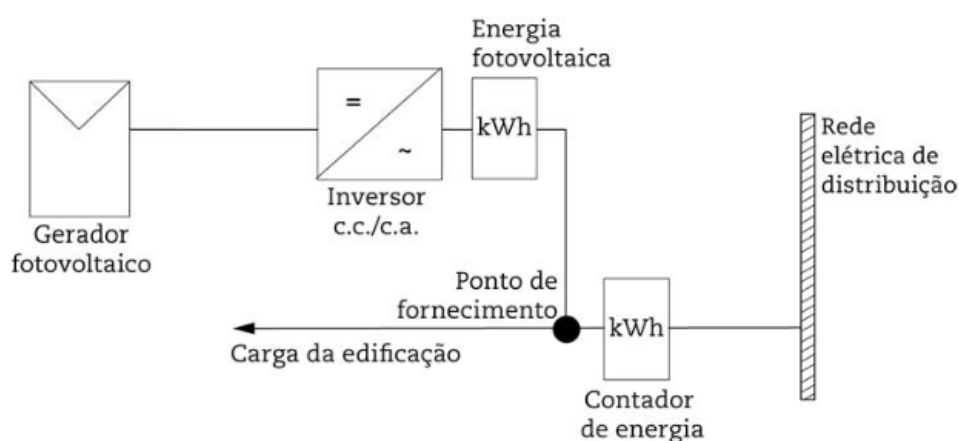 Energia
fotovoltaica
=
~
kWh
Inversor
c.c./c.a.
Gerador
fotovoltaico
Rede
elétrica de
distribuição
Ponto de
fornecimento
kWh
Carga da edificação
Contador
de energia